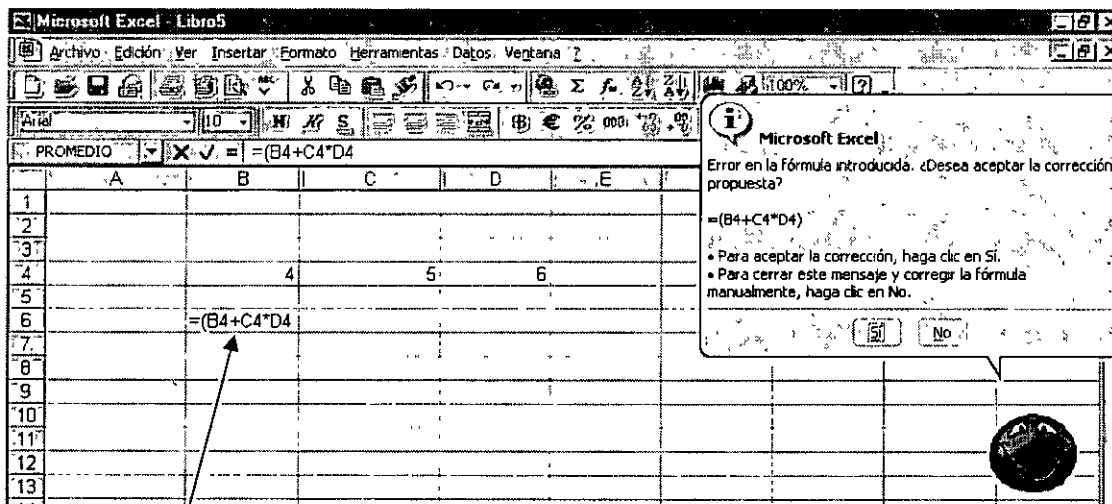 Microsoft Excel - Libro5
Archivo Edición Ver Insertar Formato Herramientas Datos Ventana ?
100%
Arial 10 N K S € % 000
PROMEDIO = =(B4+C4*D4
A B C D E
1
2
3
4 4 5 6
5
6 =(B4+C4*D4
7
8
9
10
11
12
13
Microsoft Excel
Error en la fórmula introducida. ¿Desea aceptar la corrección
propuesta?
=(B4+C4*D4)
• Para aceptar la corrección, haga clic en Sí.
• Para cerrar este mensaje y corregir la fórmula
manualmente, haga clic en No.
Sí No